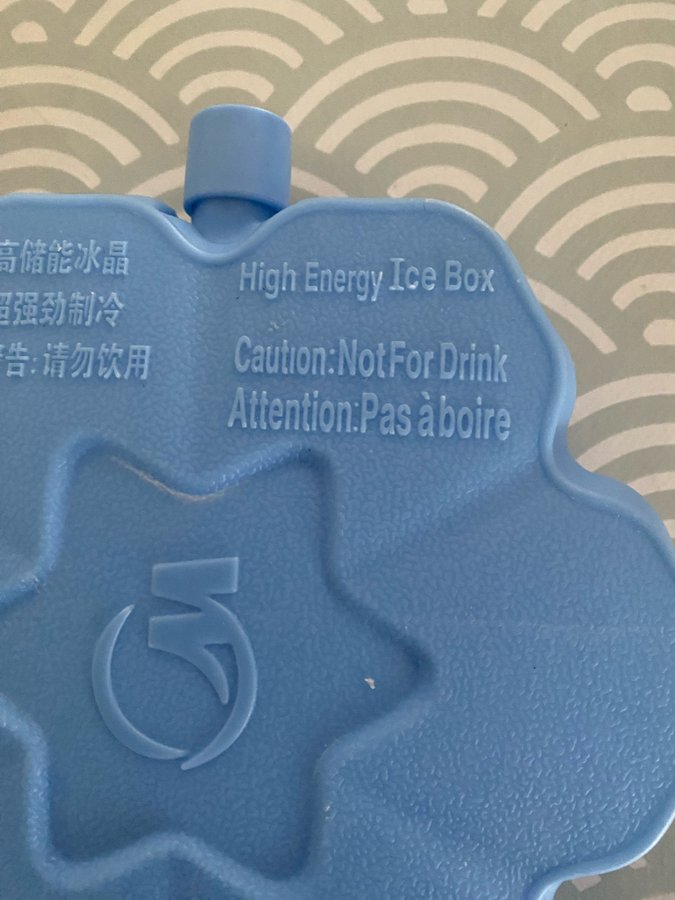 高储能冰晶
超强劲制冷
警告:请勿饮用
High Energy Ice Box
Caution:Not For Drink
Attention:Pas à boire